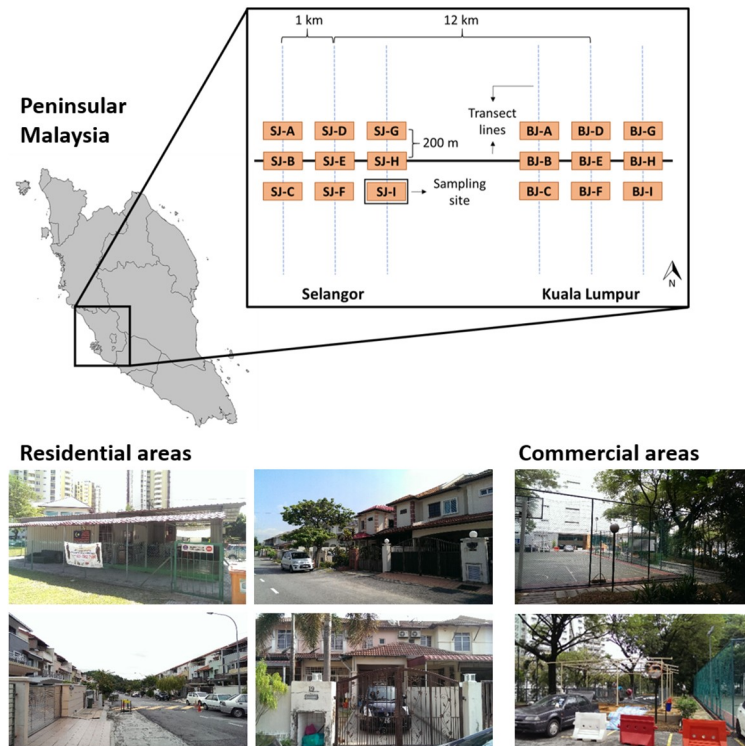 1 km
12 km
Peninsular
Malaysia
SJ-A
SJ-D
SJ-G
BJ-A
BJ-D
BJ-G
Transect
lines
200 m
SJ-B
SJ-E
SJ-H
BJ-B
BJ-E
BJ-H
SJ-C
SJ-F
SJ-I
Sampling
site
BJ-C
BJ-F
BJ-I
Selangor
Kuala Lumpur
N
Residential areas
Commercial areas